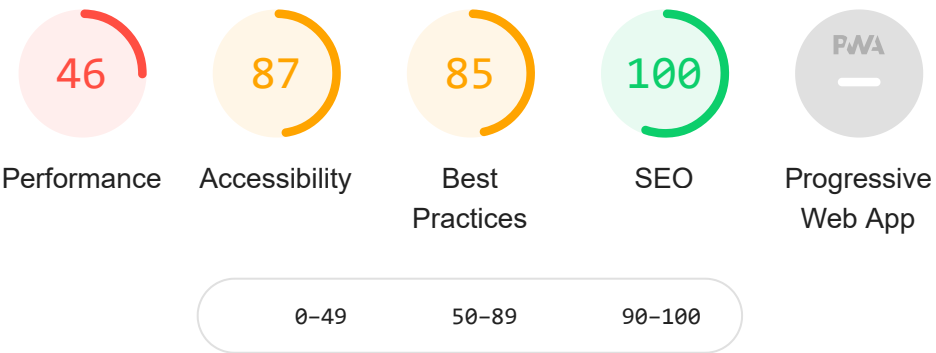 46 87 85 100 PWA
Performance Accessibility Best Practices SEO Progressive Web App
0–49 50–89 90–100